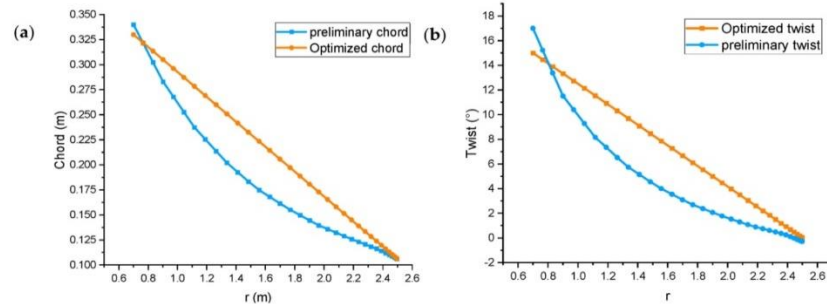 (a)
preliminary chord
Optimized chord
0.350
0.325
0.300
0.275
0.250
0.225
0.200
0.175
0.150
0.125
0.100
Chord (m)
0.6 0.8 1.0 1.2 1.4 1.6 1.8 2.0 2.2 2.4 2.6
r (m)
(b)
Optimized twist
preliminary twist
18
16
14
12
10
8
6
4
2
0
-2
Twist (°)
0.6 0.8 1.0 1.2 1.4 1.6 1.8 2.0 2.2 2.4 2.6
r